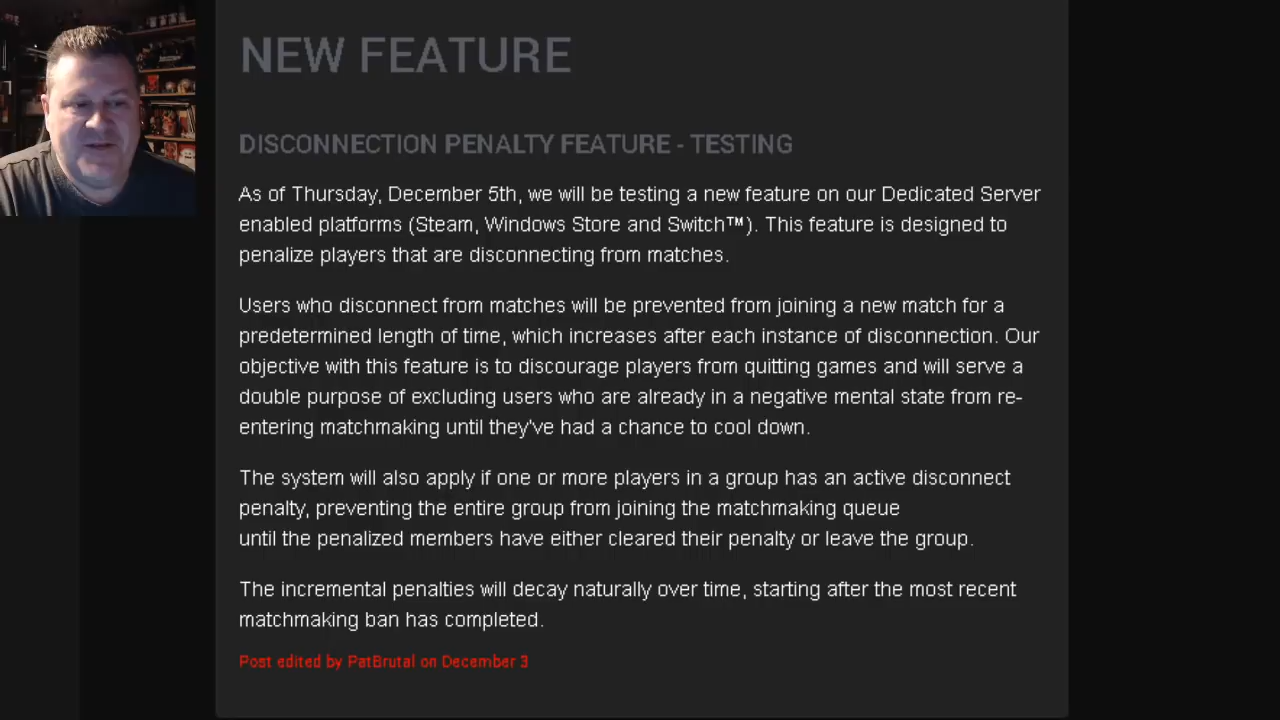 NEW FEATURE
DISCONNECTION PENALTY FEATURE - TESTING
As of Thursday, December 5th, we will be testing a new feature on our Dedicated Server
enabled platforms (Steam, Windows Store and Switch™). This feature is designed to
penalize players that are disconnecting from matches.
Users who disconnect from matches will be prevented from joining a new match for a
predetermined length of time, which increases after each instance of disconnection. Our
objective with this feature is to discourage players from quitting games and will serve a
double purpose of excluding users who are already in a negative mental state from re-
entering matchmaking until they've had a chance to cool down.
The system will also apply if one or more players in a group has an active disconnect
penalty, preventing the entire group from joining the matchmaking queue
until the penalized members have either cleared their penalty or leave the group.
The incremental penalties will decay naturally over time, starting after the most recent
matchmaking ban has completed.
Post edited by PatBrutal on December 3